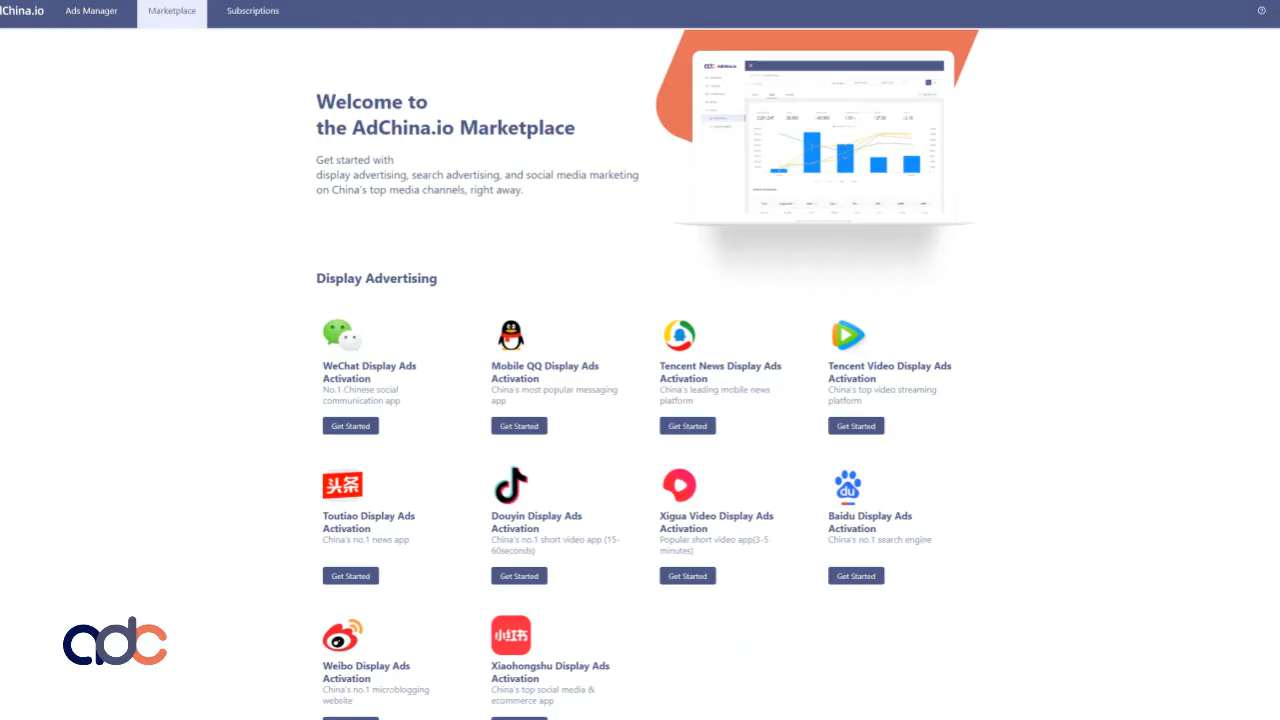 dChina.io
Ads Manager
Marketplace
Subscriptions
Welcome to
the AdChina.io Marketplace
Get started with
display advertising, search advertising, and social media marketing
on China's top media channels, right away.
adc AdChina.io
Display Advertising
WeChat Display Ads
Activation
No.1 Chinese social
communication app
Get Started
Mobile QQ Display Ads
Activation
China's most popular messaging
app
Get Started
Tencent News Display Ads
Activation
China's leading mobile news
platform
Get Started
Tencent Video Display Ads
Activation
China's top video streaming
platform
Get Started
头条
Toutiao Display Ads
Activation
China's no.1 news app
Get Started
Douyin Display Ads
Activation
China's no.1 short video app (15-
60seconds)
Get Started
Xigua Video Display Ads
Activation
Popular short video app(3-5
minutes)
Get Started
du
Baidu Display Ads
Activation
China's no.1 search engine
Get Started
Weibo Display Ads
Activation
China's no.1 microblogging
website
小红书
Xiaohongshu Display Ads
Activation
China's top social media &
ecommerce app
adc